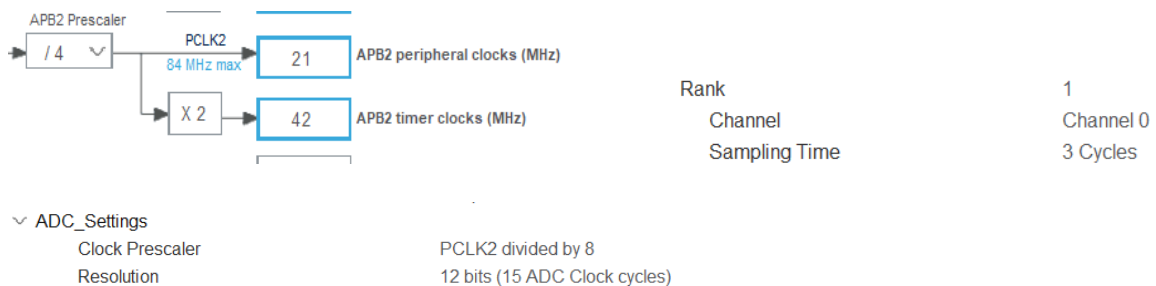 APB2 Prescaler
/ 4
PCLK2
84 MHz max
21
APB2 peripheral clocks (MHz)
X 2
42
APB2 timer clocks (MHz)
Rank 1
Channel Channel 0
Sampling Time 3 Cycles
ADC_Settings
Clock Prescaler PCLK2 divided by 8
Resolution 12 bits (15 ADC Clock cycles)